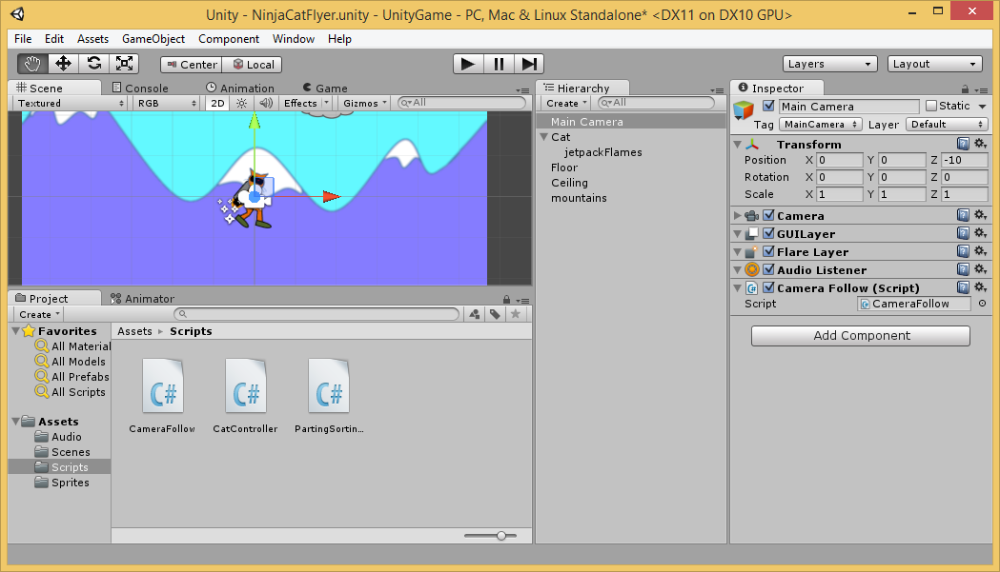 Unity - NinjaCatFlyer.unity - UnityGame - PC, Mac & Linux Standalone* <DX11 on DX10 GPU>
File Edit Assets GameObject Component Window Help
Center Local Layers Layout
Scene Console Animation Game
Textured RGB 2D Effects Gizmos All
Hierarchy
Create All
Main Camera
Cat
jetpackFlames
Floor
Ceiling
mountains
Inspector
Main Camera Static
Tag MainCamera Layer Default
Transform
Position X 0 Y 0 Z -10
Rotation X 0 Y 0 Z 0
Scale X 1 Y 1 Z 1
Camera
GUILayer
Flare Layer
Audio Listener
Camera Follow (Script)
Script CameraFollow
Add Component
Project Animator
Create
Favorites
All Material
All Models
All Prefabs
All Scripts
Assets
Audio
Scenes
Scripts
Sprites
Assets Scripts
C# C# C#
CameraFollow CatController PartingSortin...